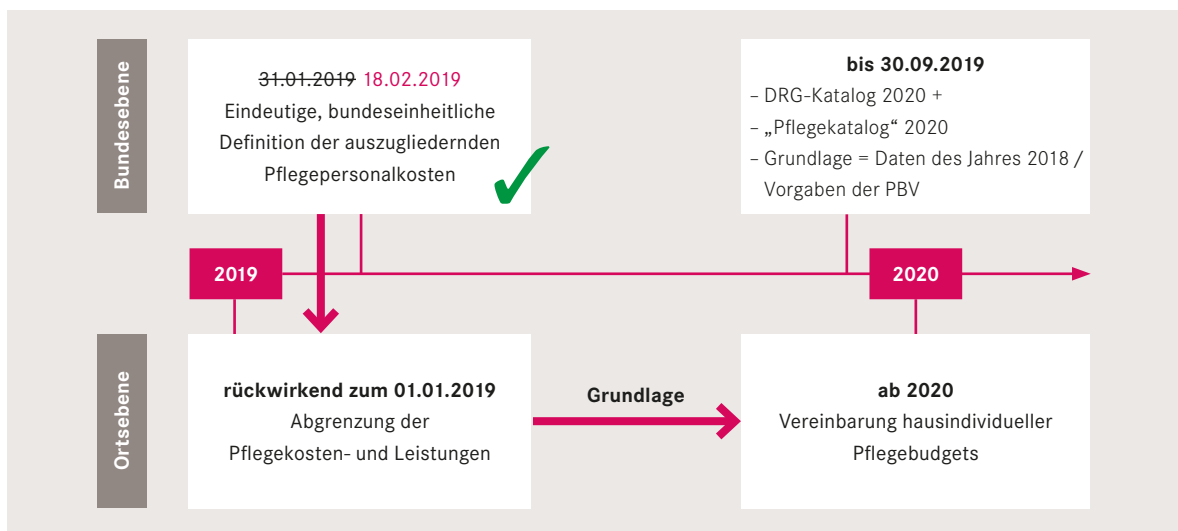 Bundesebene
31.01.2019 18.02.2019
Eindeutige, bundeseinheitliche
Definition der auszugliedernden
Pflegepersonalkosten
bis 30.09.2019
– DRG-Katalog 2020 +
– „Pflegekatalog“ 2020
– Grundlage = Daten des Jahres 2018 /
Vorgaben der PBV
2019
2020
Ortsebene
rückwirkend zum 01.01.2019
Abgrenzung der
Pflegekosten- und Leistungen
Grundlage
ab 2020
Vereinbarung hausindividueller
Pflegebudgets